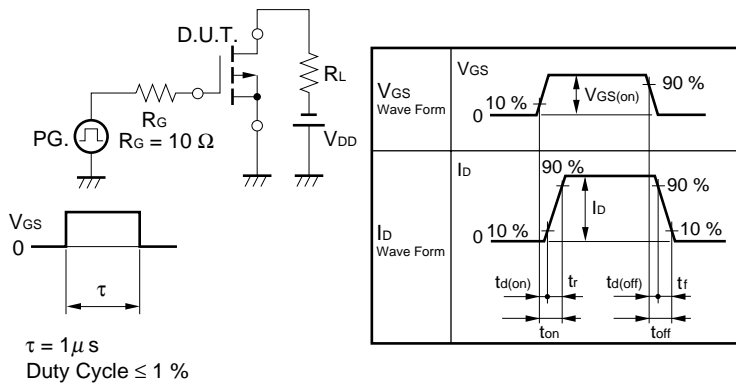 D.U.T.
RL
RG
RG = 10 Ω
PG.
VDD
VGS
0
τ
τ = 1μ s
Duty Cycle ≤ 1 %
VGS
Wave Form
VGS
10 %
0
VGS(on)
90 %
ID
Wave Form
ID
90 %
90 %
0
10 %
ID
10 %
td(on)
tr
td(off)
tf
ton
toff